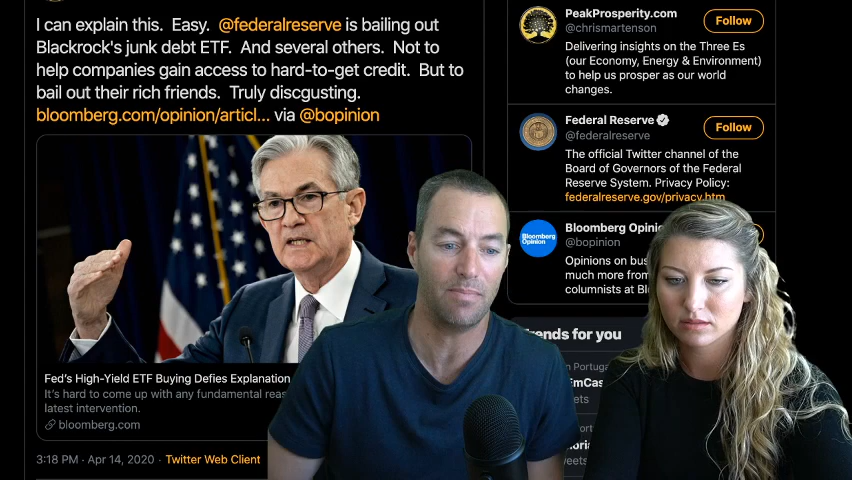 I can explain this. Easy. @federalreserve is bailing out
Blackrock's junk debt ETF. And several others. Not to
help companies gain access to hard-to-get credit. But to
bail out their rich friends. Truly discgusting.
bloomberg.com/opinion/articl... via @bopinion
Fed's High-Yield ETF Buying Defies Explanation
It's hard to come up with any fundamental
latest intervention.
bloomberg.com
3:18 PM · Apr 14, 2020 · Twitter Web Client
PeakProsperity.com
@chrismartenson
Follow
Delivering insights on the Three Es
(our Economy, Energy & Environment)
to help us prosper as our world
changes.
Federal Reserve
@federalreserve
Follow
The official Twitter channel of the
Board of Governors of the Federal
Reserve System. Privacy Policy:
federalreserve.gov/privacy.htm
Bloomberg
Opinion
Bloomberg Opinio
@bopinion
Opinions on bus
much more from
columnists at Bl
rends for you
n Portuga
EmCas
eets